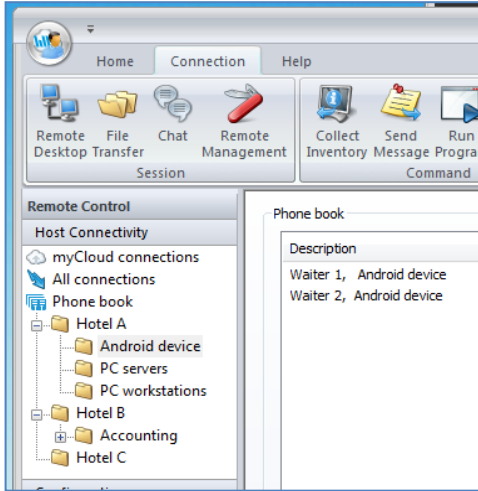 Home Connection Help
Remote Desktop
File Transfer
Chat
Remote Management
Collect Inventory
Send Message
Run
Session
Command
Remote Control
Host Connectivity
myCloud connections
All connections
Phone book
Hotel A
Android device
PC servers
PC workstations
Hotel B
Accounting
Hotel C
Phone book
Description
Waiter 1, Android device
Waiter 2, Android device